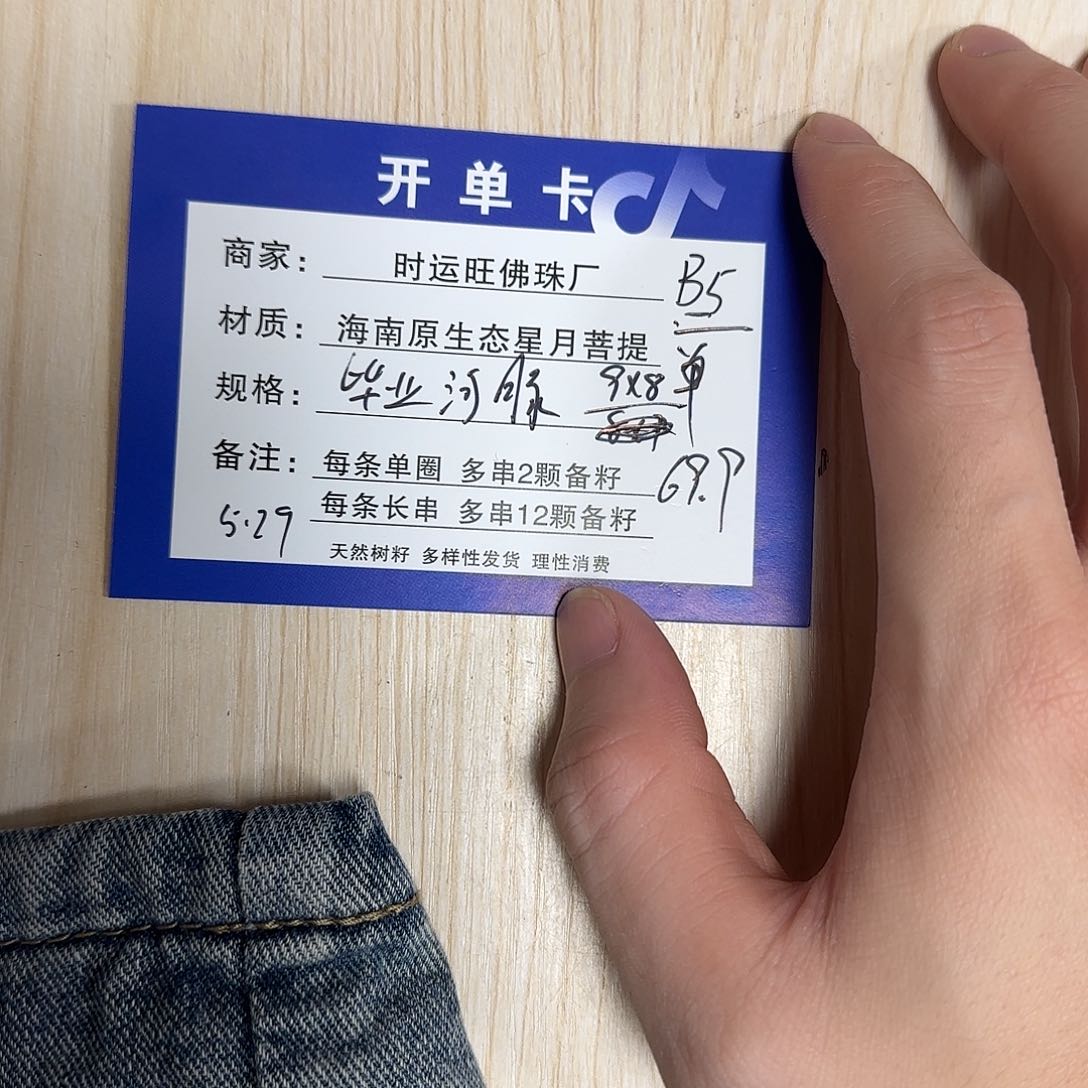 开单卡
商家： 时运旺佛珠厂 B5
材质： 海南原生态星月菩提
规格： 毕业河脉 9x8 单
备注： 每条单圈 多串2颗备籽 69.9
每条长串 多串12颗备籽
5.29
天然树籽 多样性发货 理性消费